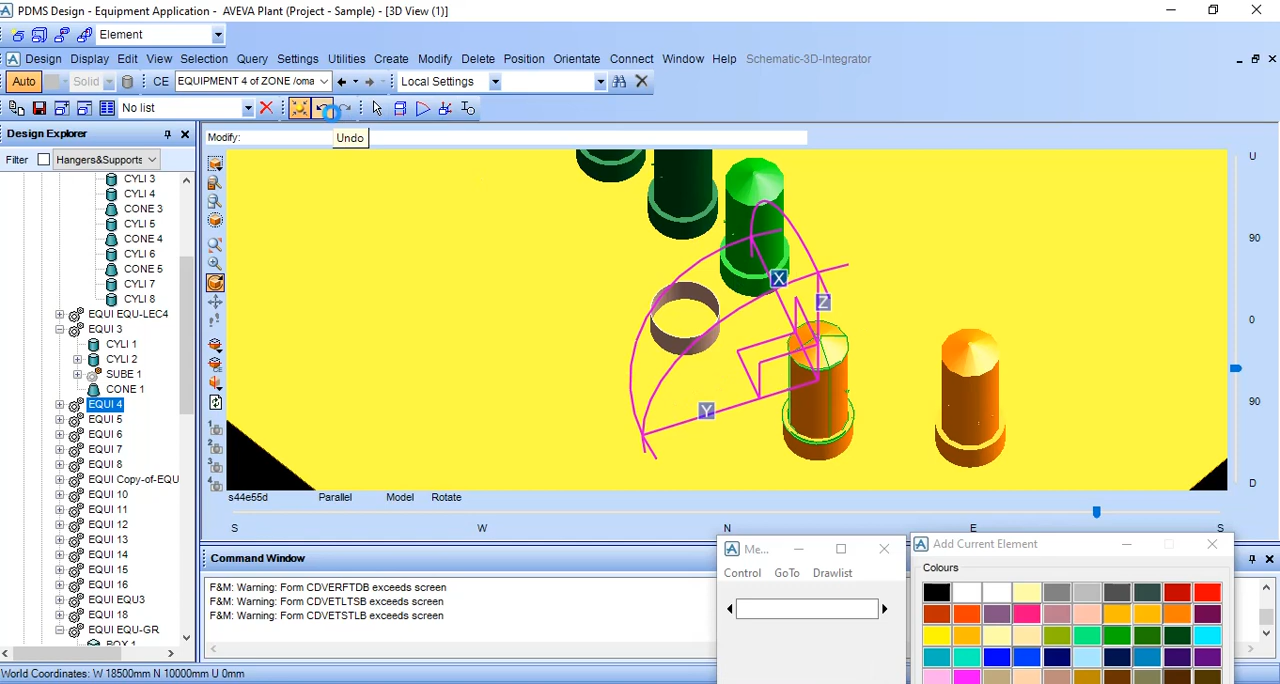 PDMS Design - Equipment Application - AVEVA Plant (Project - Sample) - [3D View (1)]
Element
Design Display Edit View Selection Query Settings Utilities Create Modify Delete Position Orientate Connect Window Help Schematic-3D-Integrator
Auto Solid CE EQUIPMENT 4 of ZONE /oma Local Settings
No list
Design Explorer
Modify:
Undo
Filter Hangers&Supports
CYLI 3
CYLI 4
CONE 3
CYLI 5
CONE 4
CYLI 6
CONE 5
CYLI 7
CYLI 8
EQUI EQU-LEC4
EQUI 3
CYLI 1
CYLI 2
SUBE 1
CONE 1
EQUI 4
EQUI 5
EQUI 6
EQUI 7
EQUI 8
EQUI Copy-of-EQU
EQUI 10
EQUI 11
EQUI 12
EQUI 13
EQUI 14
EQUI 15
EQUI 16
EQUI EQU3
EQUI 18
EQUI EQU-GR
BOX 1
1
2
3
4
X
Z
Y
U
90
0
90
D
s44e55d Parallel Model Rotate
S W N E S
Command Window
F&M: Warning: Form CDVERFTDB exceeds screen
F&M: Warning: Form CDVETLTSB exceeds screen
F&M: Warning: Form CDVETSTLB exceeds screen
Me...
Control GoTo Drawlist
Add Current Element
Colours
World Coordinates: W 18500mm N 10000mm U 0mm